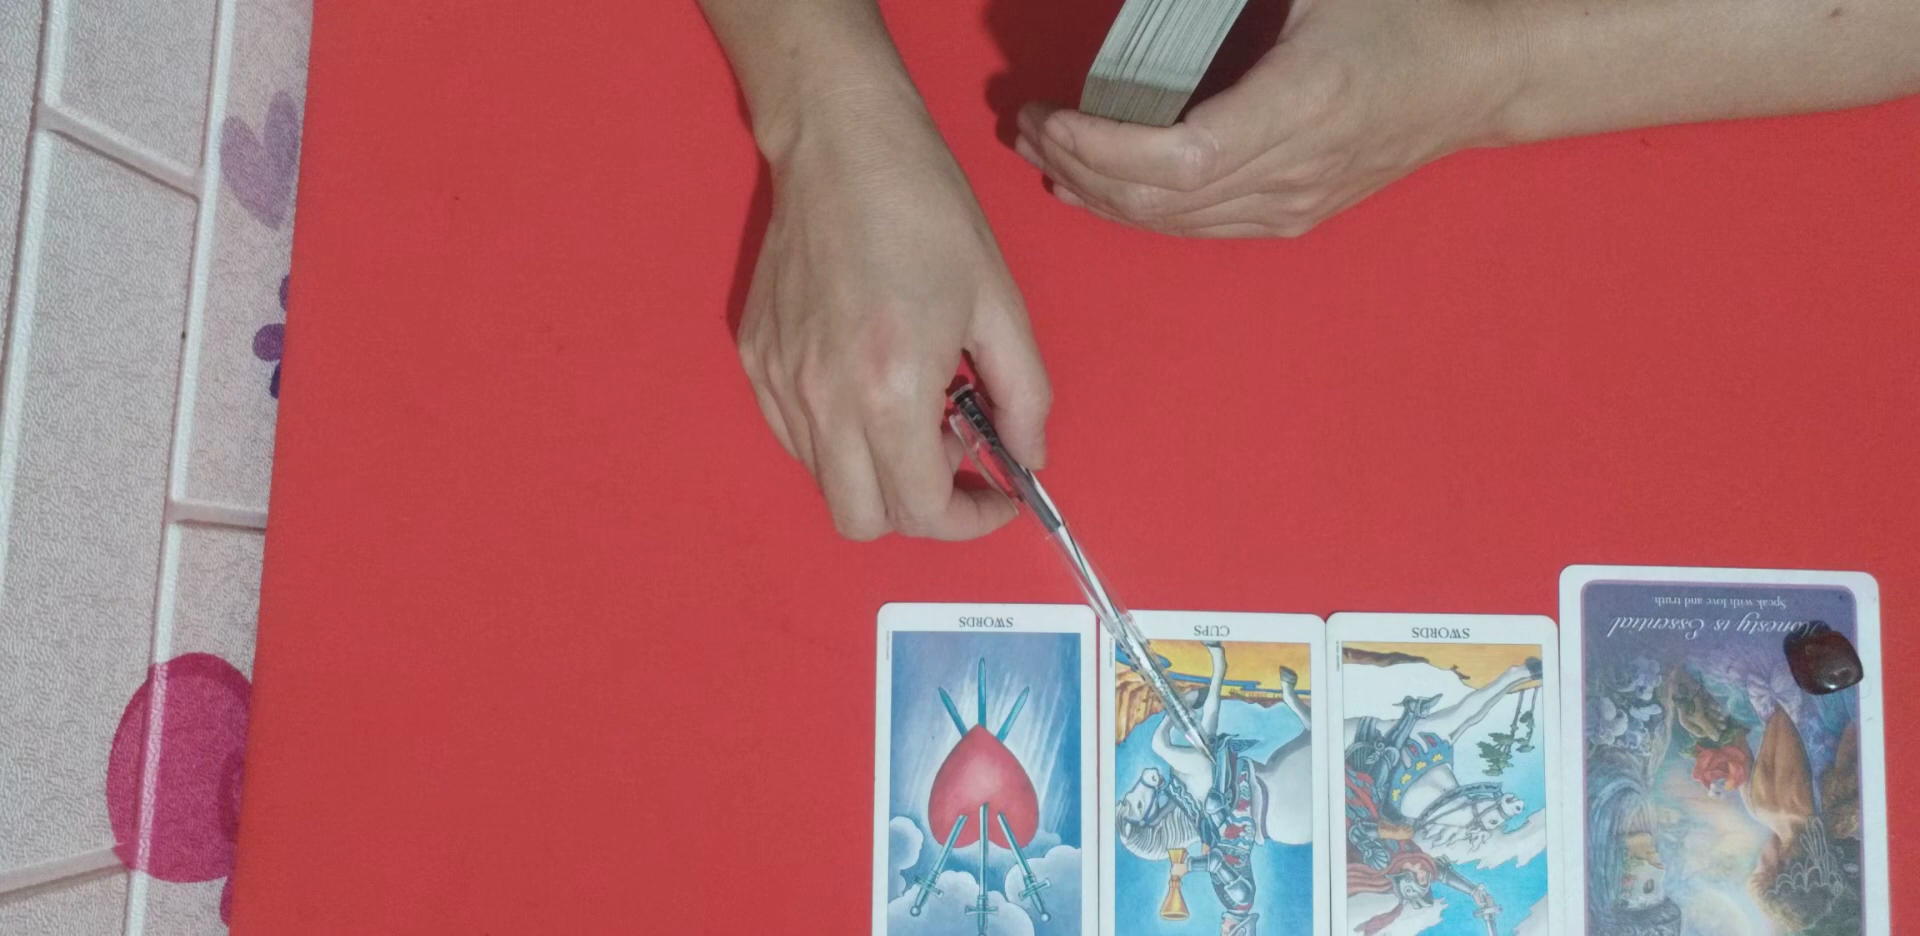 SWORDS
CUPS
SWORDS
Honesty is Essential
Speak with love and truth.